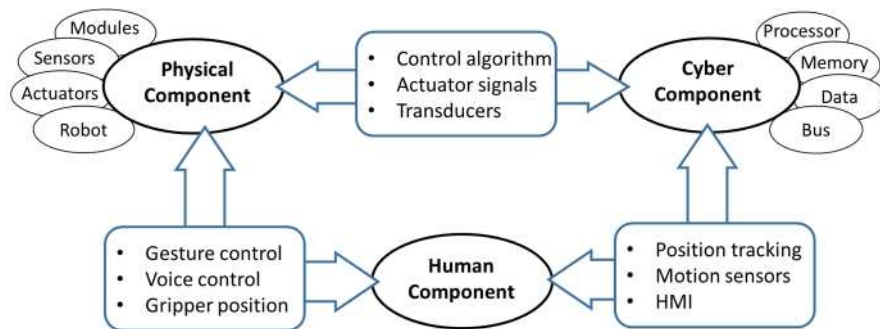 Modules
Sensors
Actuators
Robot
Physical
Component
• Control algorithm
• Actuator signals
• Transducers
Cyber
Component
Processor
Memory
Data
Bus
• Gesture control
• Voice control
• Gripper position
Human
Component
• Position tracking
• Motion sensors
• HMI